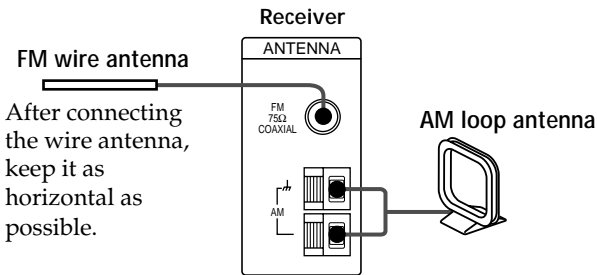 Receiver
ANTENNA
FM wire antenna
After connecting
the wire antenna,
keep it as
horizontal as
possible.
FM
75Ω
COAXIAL
AM
AM loop antenna